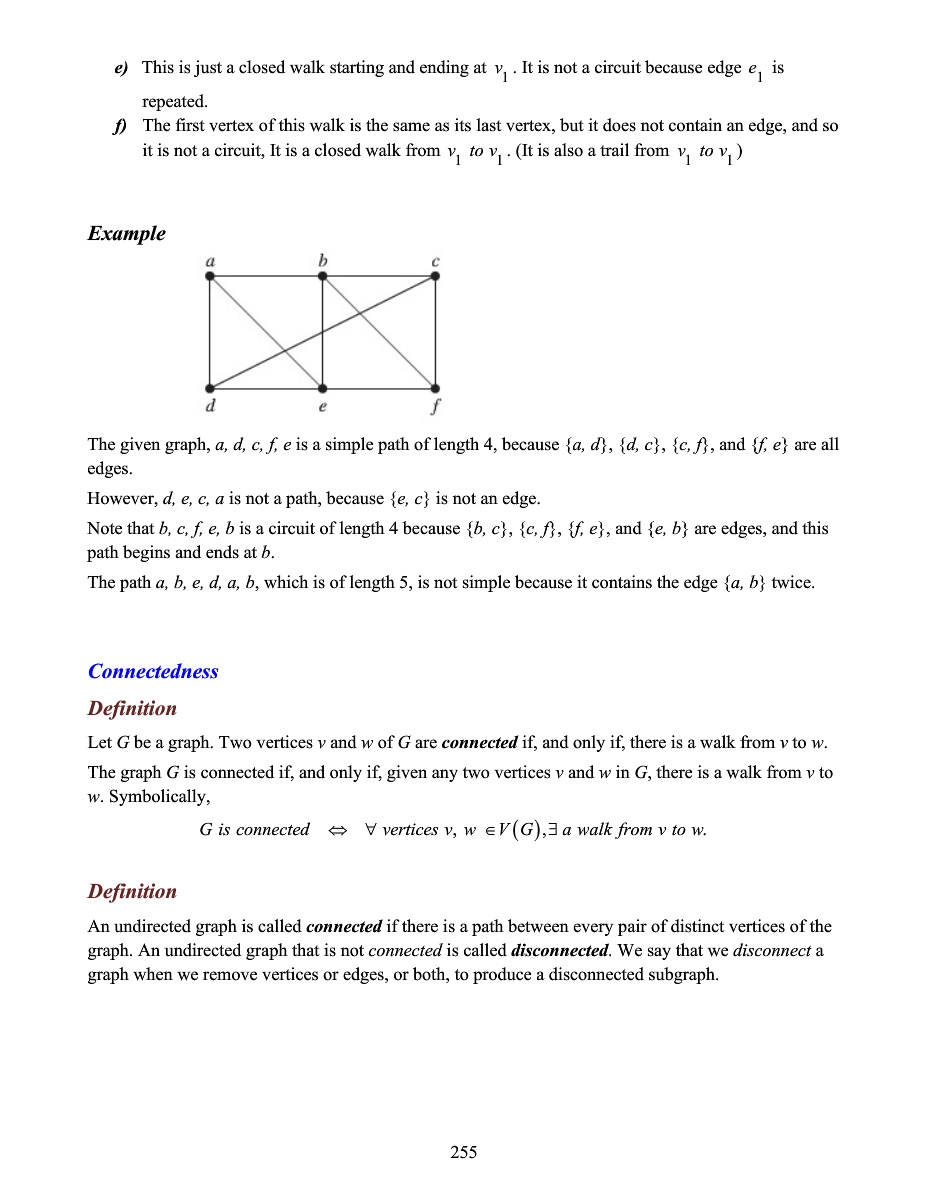 e) This is just a closed walk starting and ending at v1 . It is not a circuit because edge e1 is
repeated.
f) The first vertex of this walk is the same as its last vertex, but it does not contain an edge, and so
it is not a circuit, It is a closed walk from v1 to v1 . (It is also a trail from v1 to v1 )
Example
a b c
d e f
The given graph, a, d, c, f, e is a simple path of length 4, because {a, d}, {d, c}, {c, f}, and {f, e} are all
edges.
However, d, e, c, a is not a path, because {e, c} is not an edge.
Note that b, c, f, e, b is a circuit of length 4 because {b, c}, {c, f}, {f, e}, and {e, b} are edges, and this
path begins and ends at b.
The path a, b, e, d, a, b, which is of length 5, is not simple because it contains the edge {a, b} twice.
Connectedness
Definition
Let G be a graph. Two vertices v and w of G are connected if, and only if, there is a walk from v to w.
The graph G is connected if, and only if, given any two vertices v and w in G, there is a walk from v to
w. Symbolically,
G is connected ⇔ ∀ vertices v, w ∈V(G),∃ a walk from v to w.
Definition
An undirected graph is called connected if there is a path between every pair of distinct vertices of the
graph. An undirected graph that is not connected is called disconnected. We say that we disconnect a
graph when we remove vertices or edges, or both, to produce a disconnected subgraph.
255